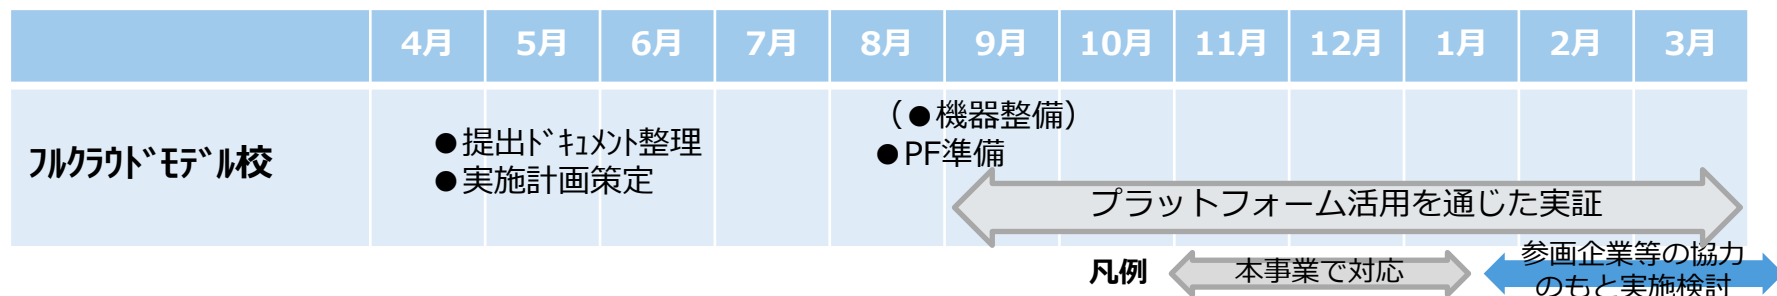 4月 5月 6月 7月 8月 9月 10月 11月 12月 1月 2月 3月
ﾌﾙｸﾗｳﾄﾞﾓﾃﾞﾙ校
●提出ﾄﾞｷｭﾒﾝﾄ整理
●実施計画策定
（●機器整備）
●PF準備
プラットフォーム活用を通じた実証
凡例
本事業で対応
参画企業等の協力
のもと実施検討